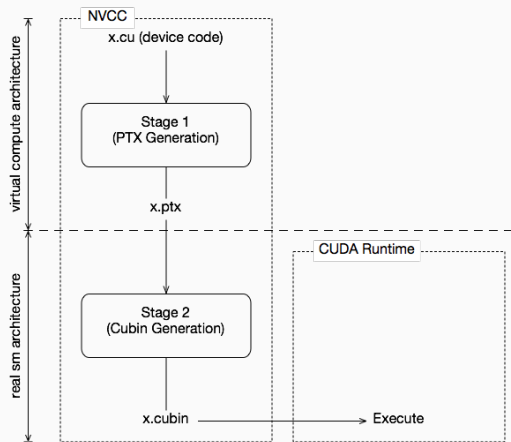 NVCC
x.cu (device code)
virtual compute architecture
Stage 1
(PTX Generation)
x.ptx
CUDA Runtime
real sm architecture
Stage 2
(Cubin Generation)
x.cubin
Execute